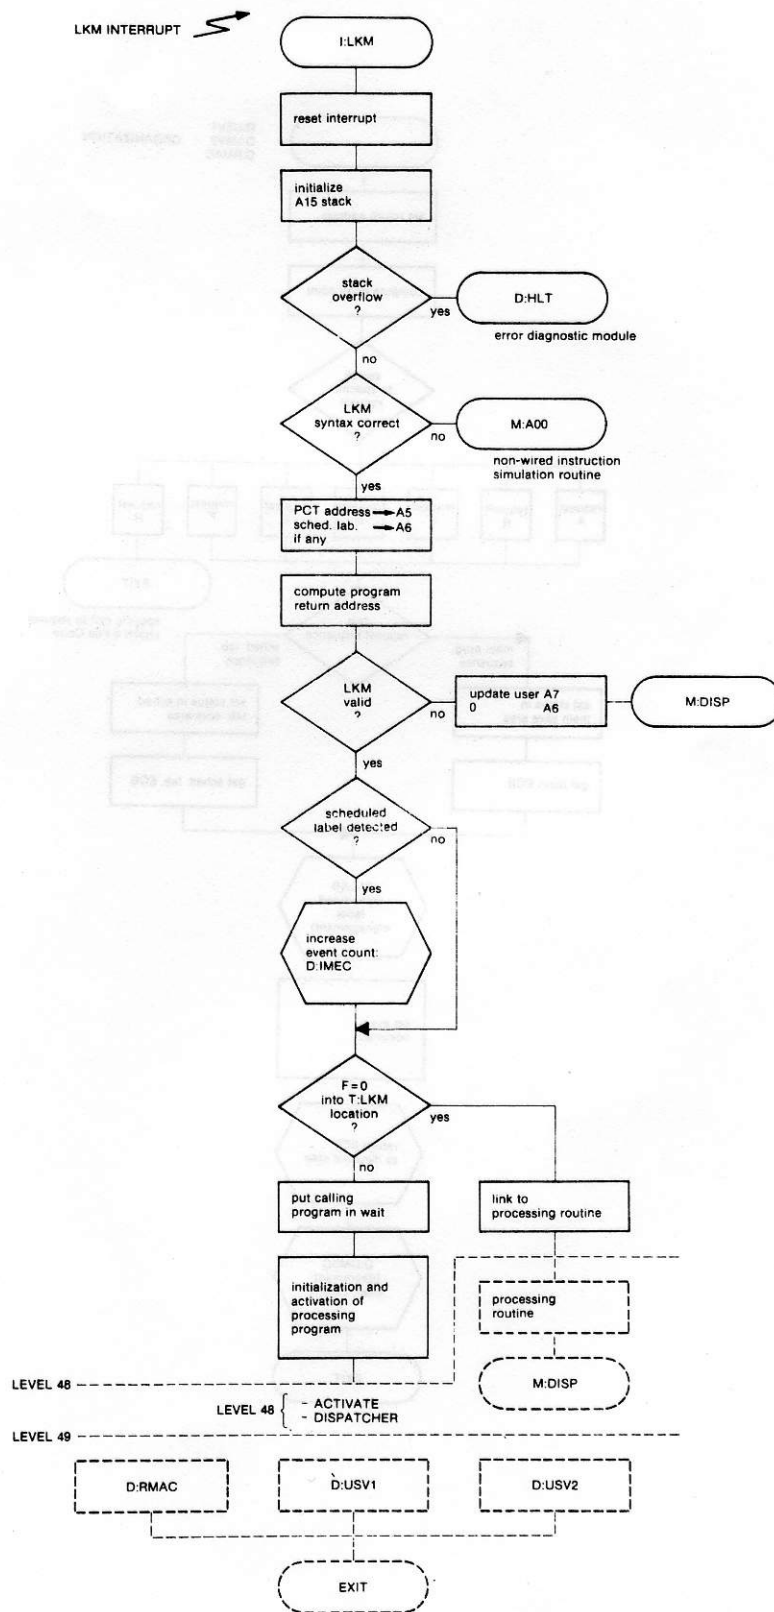 LKM INTERRUPT
I:LKM
reset interrupt
initialize
A15 stack
stack
overflow
?
yes
D:HLT
error diagnostic module
no
LKM
syntax correct
?
no
M:A00
non-wired instruction
simulation routine
yes
PCT address → A5
sched. lab. → A6
if any
compute program
return address
LKM
valid
?
no
update user A7
0 A6
M:DISP
yes
scheduled
label detected
?
no
yes
increase
event count:
D:IMEC
F=0
into T:LKM
location
?
yes
no
put calling
program in wait
link to
processing routine
initialization and
activation of
processing
program
processing
routine
M:DISP
LEVEL 48
LEVEL 48 { - ACTIVATE
- DISPATCHER
LEVEL 49
D:RMAC
D:USV1
D:USV2
EXIT